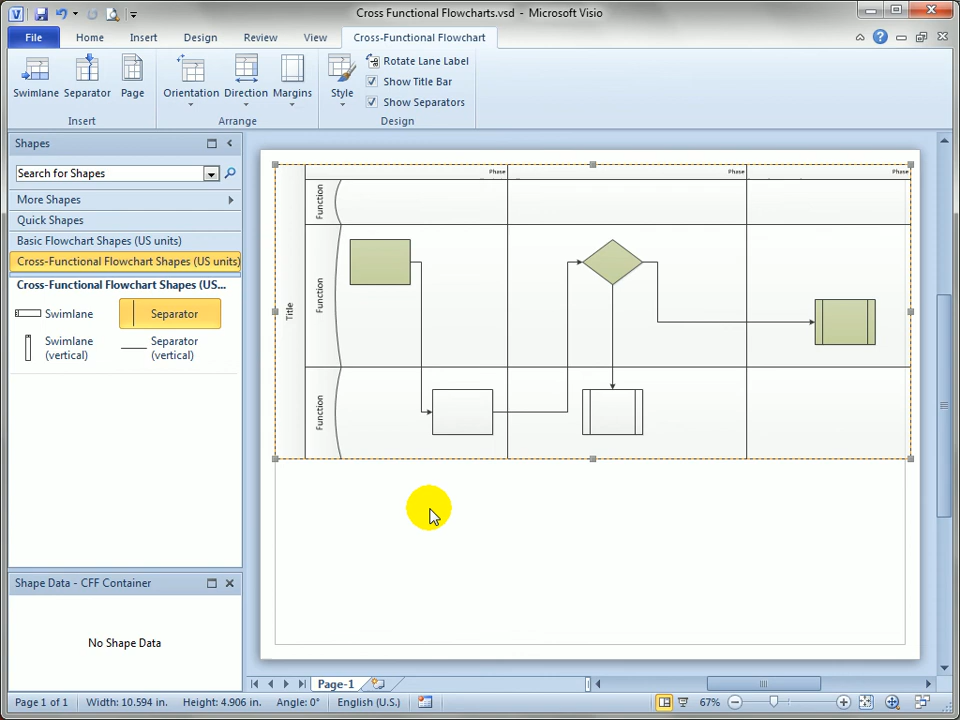 Cross Functional Flowcharts.vsd - Microsoft Visio
File Home Insert Design Review View Cross-Functional Flowchart
Swimlane Separator Page
Insert
Orientation Direction Margins
Arrange
Style
Rotate Lane Label
Show Title Bar
Show Separators
Design
Shapes
Search for Shapes
More Shapes
Quick Shapes
Basic Flowchart Shapes (US units)
Cross-Functional Flowchart Shapes (US units)
Cross-Functional Flowchart Shapes (US...
Swimlane
Separator
Swimlane
(vertical)
Separator
(vertical)
Shape Data - CFF Container
No Shape Data
Phase Phase Phase
Title
Function
Function
Function
Page-1
Page 1 of 1 Width: 10.594 in. Height: 4.906 in. Angle: 0° English (U.S.) 67%